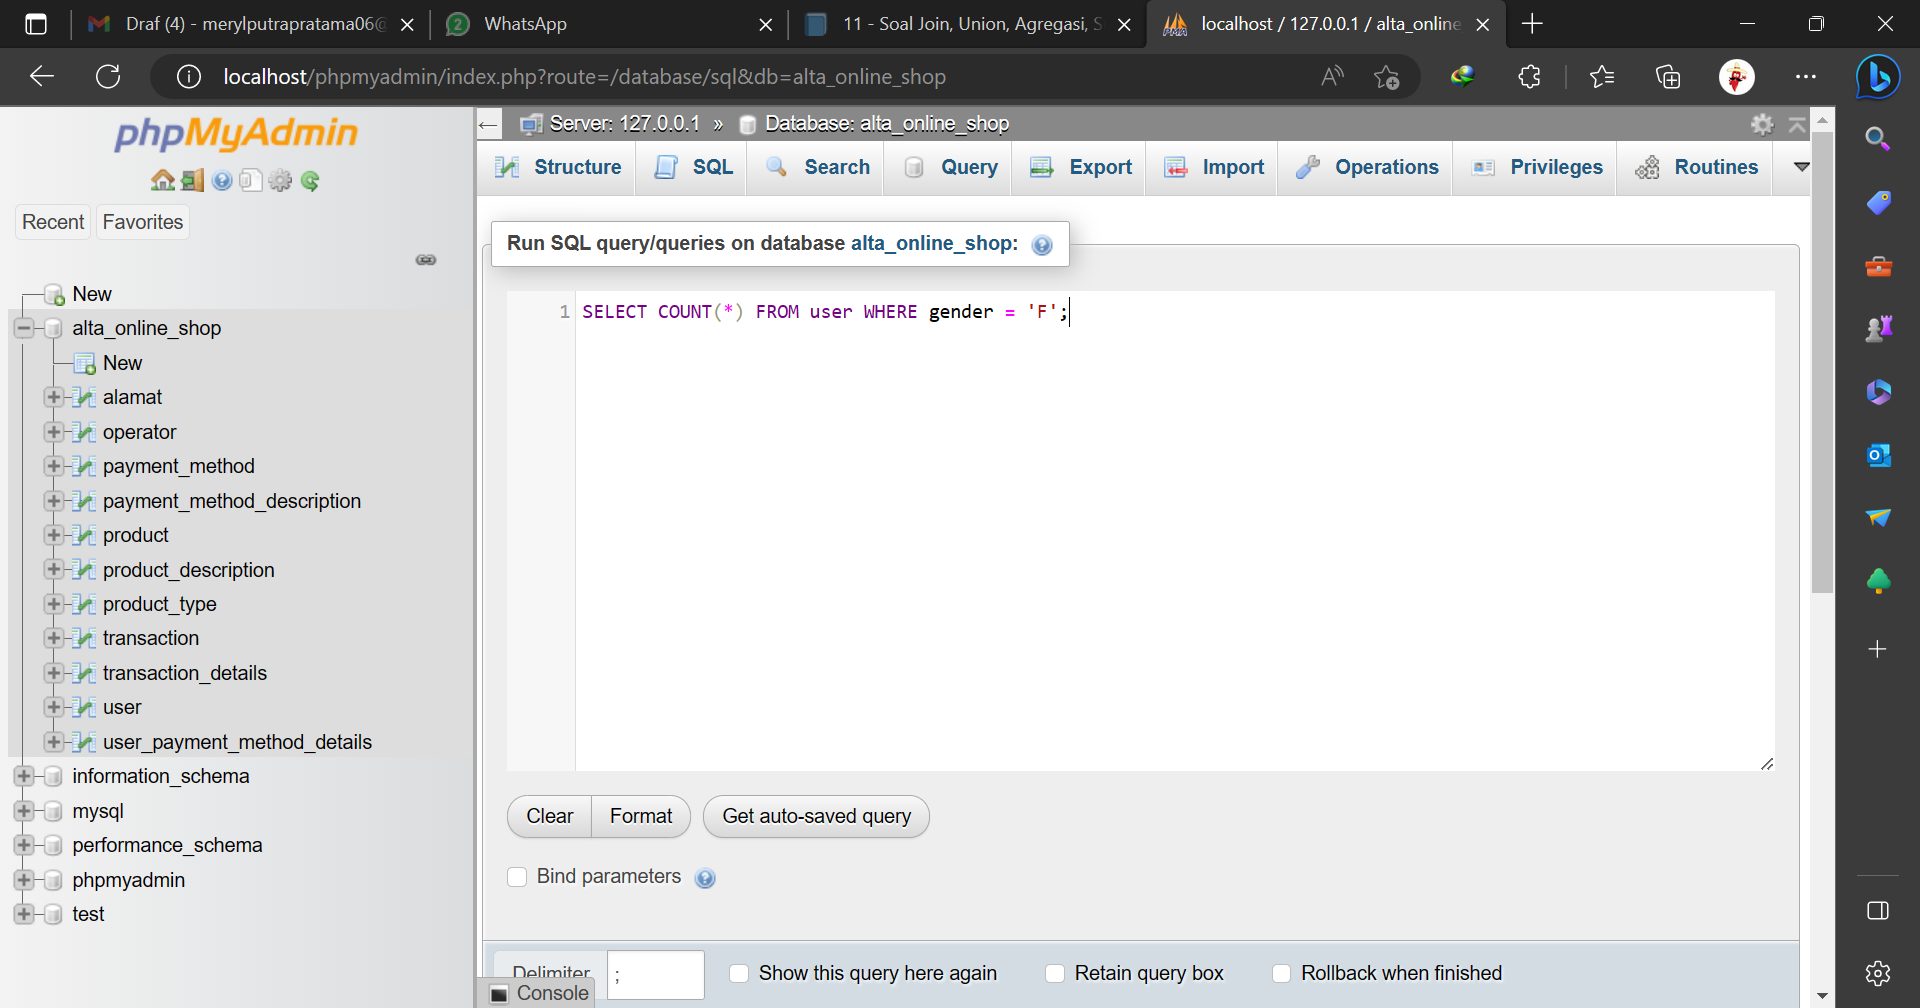 Draf (4) - merylputrapratama06@
2
WhatsApp
11 - Soal Join, Union, Agregasi, S
PMA
localhost / 127.0.0.1 / alta_online
localhost/phpmyadmin/index.php?route=/database/sql&db=alta_online_shop
phpMyAdmin
Recent
Favorites
New
alta_online_shop
New
alamat
operator
payment_method
payment_method_description
product
product_description
product_type
transaction
transaction_details
user
user_payment_method_details
information_schema
mysql
performance_schema
phpmyadmin
test
Server: 127.0.0.1 » Database: alta_online_shop
Structure
SQL
Search
Query
Export
Import
Operations
Privileges
Routines
Run SQL query/queries on database alta_online_shop:
1 SELECT COUNT(*) FROM user WHERE gender = 'F';
Clear
Format
Get auto-saved query
Bind parameters
Delimiter
;
Show this query here again
Retain query box
Rollback when finished
Console